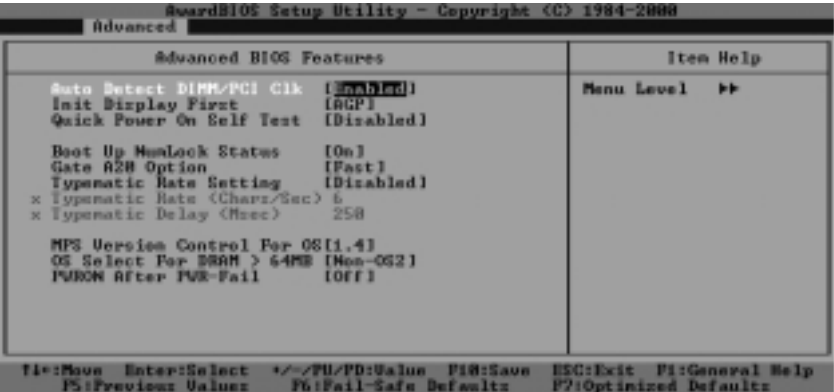 AwardBIOS Setup Utility - Copyright (C) 1984-2000
Advanced
Advanced BIOS Features
Item Help
Auto Detect DIMM/PCI Clk [Enabled]
Menu Level ▶▶
Init Display First [AGP]
Quick Power On Self Test [Disabled]
Boot Up NumLock Status [On]
Gate A20 Option [Fast]
Typematic Rate Setting [Disabled]
x Typematic Rate (Chars/Sec) 6
x Typematic Delay (Msec) 250
MPS Version Control For OS[1.4]
OS Select For DRAM > 64MB [Non-OS2]
PWRON After PWR-Fail [Off]
↑↓←:Move Enter:Select +/-/PU/PD:Value F10:Save ESC:Exit F1:General Help
F5:Previous Values F6:Fail-Safe Defaults F7:Optimized Defaults